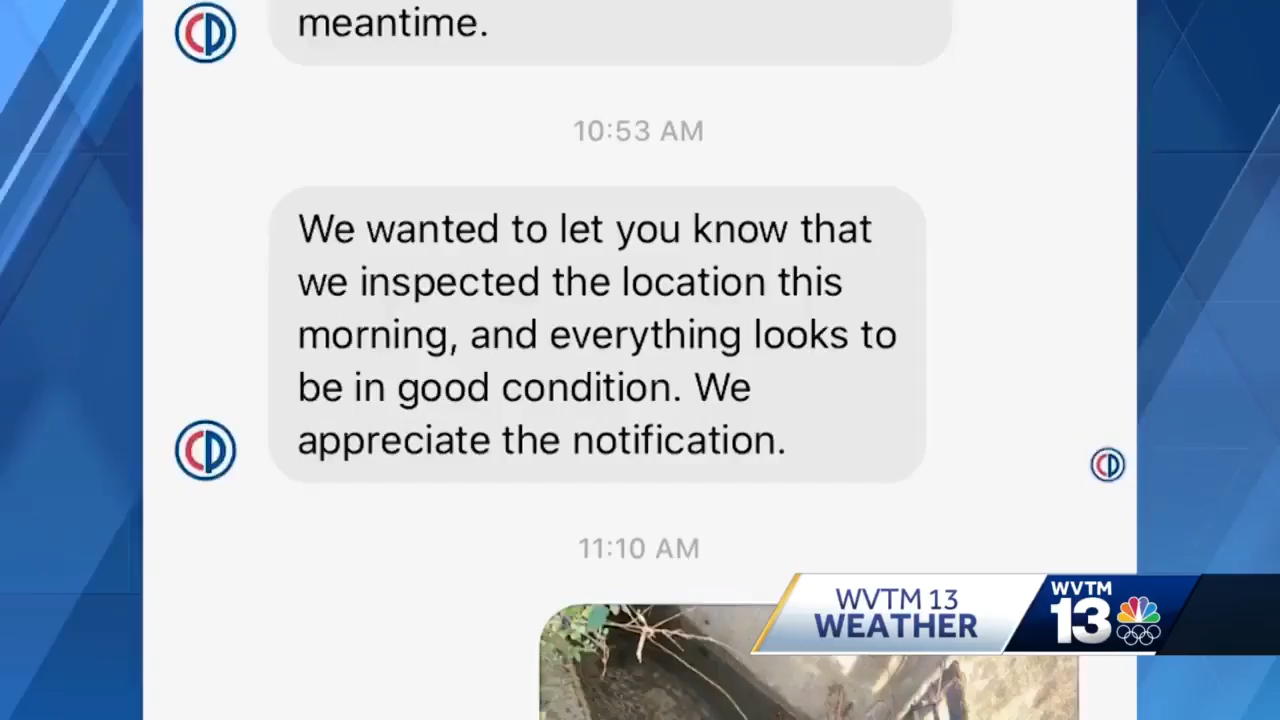 meantime.
10:53 AM
We wanted to let you know that
we inspected the location this
morning, and everything looks to
be in good condition. We
appreciate the notification.
11:10 AM
WVTM 13
WEATHER
WVTM
13